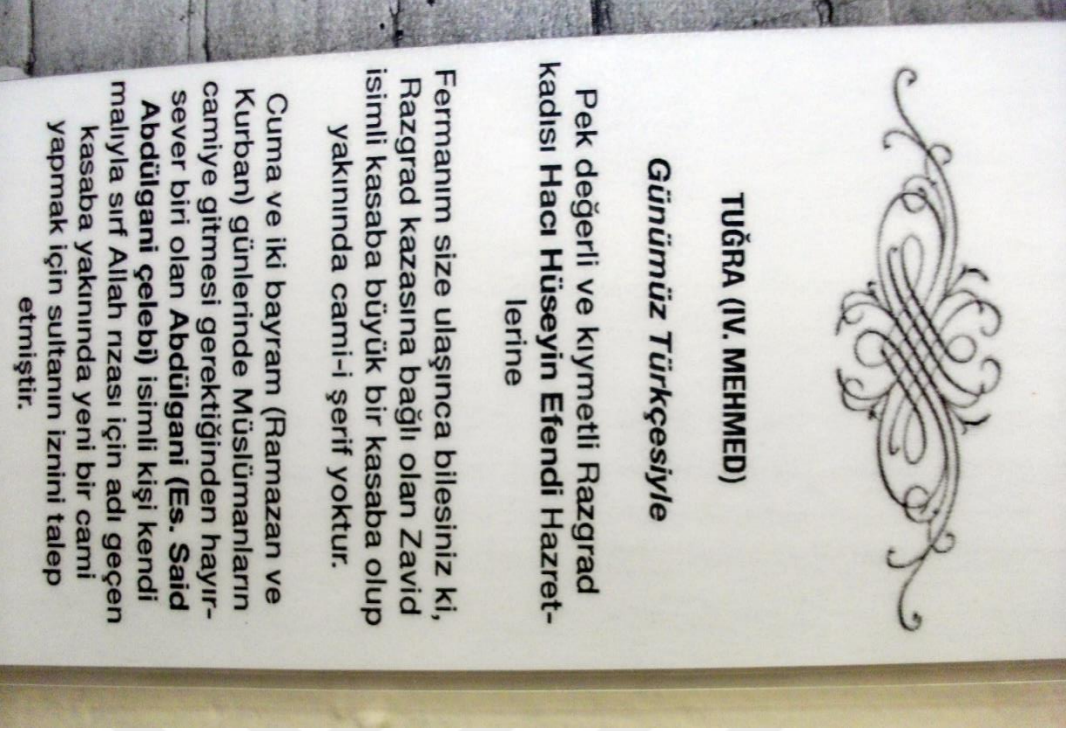 TUĞRA (IV. MEHMED)
Günümüz Türkçesiyle
Pek değerli ve kıymetli Razgrad
kadısı Hacı Hüseyin Efendi Hazret-
lerine
Fermanım size ulaşınca bilesiniz ki,
Razgrad kazasına bağlı olan Zavid
isimli kasaba büyük bir kasaba olup
yakınında cami-i şerif yoktur.
Cuma ve iki bayram (Ramazan ve
Kurban) günlerinde Müslümanların
camiye gitmesi gerektiğinden hayır-
sever biri olan Abdülgani (Es. Said
Abdülgani çelebi) isimli kişi kendi
malıyla sırf Allah rızası için adı geçen
kasaba yakınında yeni bir cami
yapmak için sultanın iznini talep
etmiştir.